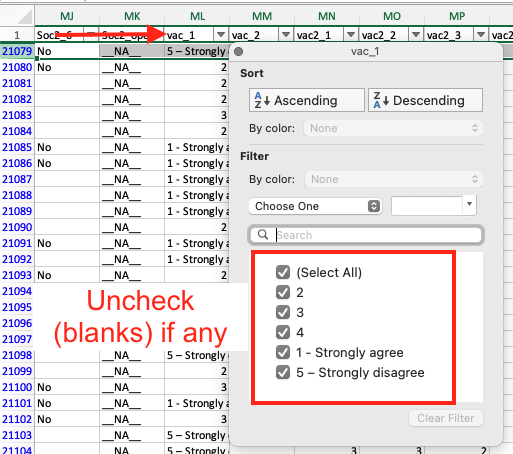 MJ MK ML MM MN MO MP
1 Soc2_6 vac_1 vac_2 vac2_1 vac2_2 vac2_3 vac2
21079 No __NA__ 5 – Strongly
21080 No __NA__ 2
21081 __NA__ 2
21082 __NA__ 2
21083 __NA__ 3
21084 __NA__ 2
21085 No __NA__ 1 - Strongly a
21086 No __NA__ 1 - Strongly a
21087 __NA__ 1 - Strongly a
21088 __NA__ 1 - Strongly a
21089 __NA__ 1 - Strongly a
21090 __NA__ 2
21091 No __NA__ 1 - Strongly a
21092 No __NA__ 1 - Strongly a
21093 No __NA__ 2
21094
21095
21096
21097
21098 __NA__ 5 – Strongly
21099 __NA__ 2
21100 No __NA__ 3
21101 No __NA__ 1 - Strongly a
21102 No __NA__ 3
21103 __NA__ 5 – Strongly
21104 __NA__ 5 – Strongly 3 3 2
Uncheck
(blanks) if any
vac_1
Sort
A Z Ascending
Z A Descending
By color: None
Filter
By color: None
Choose One
Search
(Select All)
2
3
4
1 - Strongly agree
5 – Strongly disagree
Clear Filter